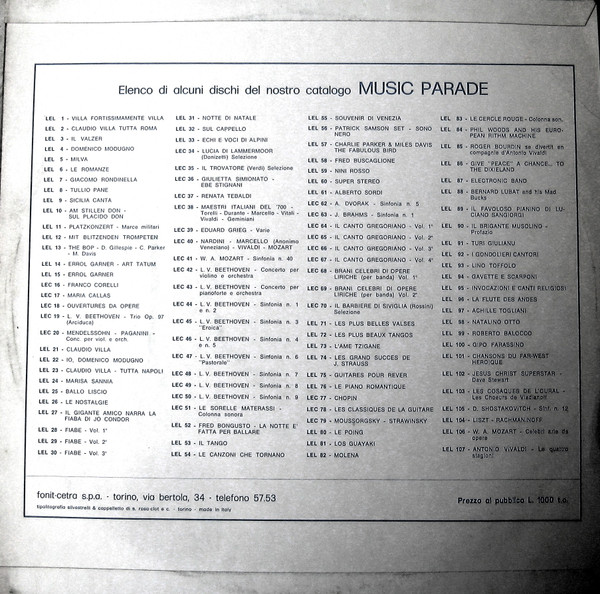 Elenco di alcuni dischi del nostro catalogo MUSIC PARADE
LEL 1 - VILLA FORTISSIMAMENTE VILLA
LEL 2 - CLAUDIO VILLA TUTTA ROMA
LEL 3 - IL VALZER
LEL 4 - DOMENICO MODUGNO
LEL 5 - MILVA
LEL 6 - LE ROMANZE
LEL 7 - GIACOMO RONDINELLA
LEL 8 - TULLIO PANE
LEL 9 - SICILIA CANTA
LEL 10 - AM STILLEN DON -
SUL PLACIDO DON
LEL 11 - PLATZKONZERT - Marce militari
LEL 12 - MIT BLITZENDEN TROMPETEN
LEL 13 - THE BOP - D. Gillespie - C. Parker
- M. Davis
LEL 14 - ERROL GARNER - ART TATUM
LEL 15 - ERROL GARNER
LEC 16 - FRANCO CORELLI
LEC 17 - MARIA CALLAS
LEC 18 - OUVERTURES DA OPERE
LEC 19 - L. V. BEETHOVEN - Trio Op. 97
(Arciduca)
LEC 20 - MENDELSSOHN - PAGANINI -
Conc. per viol. e orch.
LEL 21 - CLAUDIO VILLA
LEL 22 - IO, DOMENICO MODUGNO
LEL 23 - CLAUDIO VILLA - TUTTA NAPOLI
LEL 24 - MARISA SANNIA
LEL 25 - BALLO LISCIO
LEL 26 - LE NOSTALGIE
LEL 27 - IL GIGANTE AMICO NARRA LA
FIABA DI JO CONDOR
LEL 28 - FIABE - Vol. 1°
LEL 29 - FIABE - Vol. 2°
LEL 30 - FIABE - Vol. 3°
LEL 31 - NOTTE DI NATALE
LEL 32 - SUL CAPPELLO
LEL 33 - ECHI E VOCI DI ALPINI
LEC 34 - LUCIA DI LAMMERMOOR
(Donizetti) Selezione
LEC 35 - IL TROVATORE (Verdi) Selezione
LEC 36 - GIULIETTA SIMIONATO -
EBE STIGNANI
LEC 37 - RENATA TEBALDI
LEC 38 - MAESTRI ITALIANI DEL '700 -
Torelli - Durante - Marcello - Vitali -
Vivaldi - Geminiani
LEC 39 - EDUARD GRIEG - Varie
LEC 40 - NARDINI - MARCELLO (Anonimo
Veneziano) - VIVALDI - MOZART
LEC 41 - W. A. MOZART - Sinfonia n. 40
LEC 42 - L. V. BEETHOVEN - Concerto per
violino e orchestra
LEC 43 - L. V. BEETHOVEN - Concerto per
pianoforte e orchestra
LEC 44 - L. V. BEETHOVEN - Sinfonia n. 1
e n. 2
LEC 45 - L. V. BEETHOVEN - Sinfonia n. 3
"Eroica"
LEC 46 - L. V. BEETHOVEN - Sinfonia n. 4
e n. 5
LEC 47 - L. V. BEETHOVEN - Sinfonia n. 6
"Pastorale"
LEC 48 - L. V. BEETHOVEN - Sinfonia n. 7
LEC 49 - L. V. BEETHOVEN - Sinfonia n. 8
LEC 50 - L. V. BEETHOVEN - Sinfonia n. 9
LEC 51 - LE SORELLE MATERASSI -
Colonna sonora
LEL 52 - FRED BONGUSTO - LA NOTTE E'
FATTA PER BALLARE
LEL 53 - IL TANGO
LEL 54 - LE CANZONI CHE TORNANO
LEL 55 - SOUVENIR DI VENEZIA
LEL 56 - PATRICK SAMSON SET - SONO
NERO
LEL 57 - CHARLIE PARKER & MILES DAVIS
THE FABULOUS BIRD
LEL 58 - FRED BUSCAGLIONE
LEL 59 - NINI ROSSO
LEL 60 - SUPER STEREO
LEL 61 - ALBERTO SORDI
LEC 62 - A. DVORAK - Sinfonia n. 5
LEC 63 - J. BRAHMS - Sinfonia n. 1
LEC 64 - IL CANTO GREGORIANO - Vol. 1°
LEC 65 - IL CANTO GREGORIANO - Vol. 2°
LEC 66 - IL CANTO GREGORIANO - Vol. 3°
LEC 67 - IL CANTO GREGORIANO - Vol. 4°
LEC 68 - BRANI CELEBRI DI OPERE
LIRICHE (per banda) Vol. 1°
LEC 69 - BRANI CELEBRI DI OPERE
LIRICHE (per banda) Vol. 2°
LEC 70 - IL BARBIERE DI SIVIGLIA (Rossini)
Selezione
LEL 71 - LES PLUS BELLES VALSES
LEL 72 - LES PLUS BEAUX TANGOS
LEL 73 - L'AME TZIGANE
LEL 74 - LES GRAND SUCCES DE
J. STRAUSS
LEL 75 - GUITARES POUR REVER
LEL 76 - LE PIANO ROMANTIQUE
LEC 77 - CHOPIN
LEC 78 - LES CLASSIQUES DE LA GUITARE
LEC 79 - MOUSSORGSKY - STRAWINSKY
LEL 80 - LE POING
LEL 81 - LOS GUAYAKI
LEL 82 - MOLENA
LEL 83 - LE CERCLE ROUGE - Colonna son.
LEL 84 - PHIL WOODS AND HIS EURO-
PEAN RITHM MACHINE
LEL 85 - ROGER BOURDIN se divertit en
compagnie d'Antonio Vivaldi
LEL 86 - GIVE "PEACE" A CHANCE... TO
THE DIXIELAND
LEL 87 - ELECTRONIC BAND
LEL 88 - BERNARD LUBAT and his Mad
Ducks
LEL 89 - IL FAVOLOSO PIANINO DI LU-
CIANO SANGIORGI
LEL 90 - IL BRIGANTE MUSOLINO -
Profazio
LEL 91 - TURI GIULIANU
LEL 92 - I GONDOLIERI CANTORI
LEL 93 - LINO TOFFOLO
LEL 94 - GAVETTE E SCARPONI
LEL 95 - INVOCAZIONI E CANTI RELIGIOSI
LEL 96 - LA FLUTE DES ANDES
LEL 97 - ACHILLE TOGLIANI
LEL 98 - NATALINO OTTO
LEL 99 - ROBERTO BALOCCO
LEL 100 - GIPO FARASSINO
LEL 101 - CHANSONS DU FAR-WEST
HEROIQUE
LEL 102 - JESUS CHRIST SUPERSTAR -
Dave Stewart
LEL 103 - LES COSAQUES DE L'OURAL -
Les Choeurs de
LEC 105 - D. SHOSTAKOVITCH - Sinf. n. 12
LEC 104 - LISZT - RACHMANINOFF
LEC 106 - W. A. MOZART - Celebri arie da
opere
LEL 107 - ANTONIO VIVALDI - Le quattro
stagioni
fonit-cetra s.p.a. - torino, via bertola, 34 - telefono 57.53
Prezzo al pubblico L. 1000 t.c.
tipolitografia silvestrelli & cappelletto di s. rosa-clot e c. - torino - made in italy